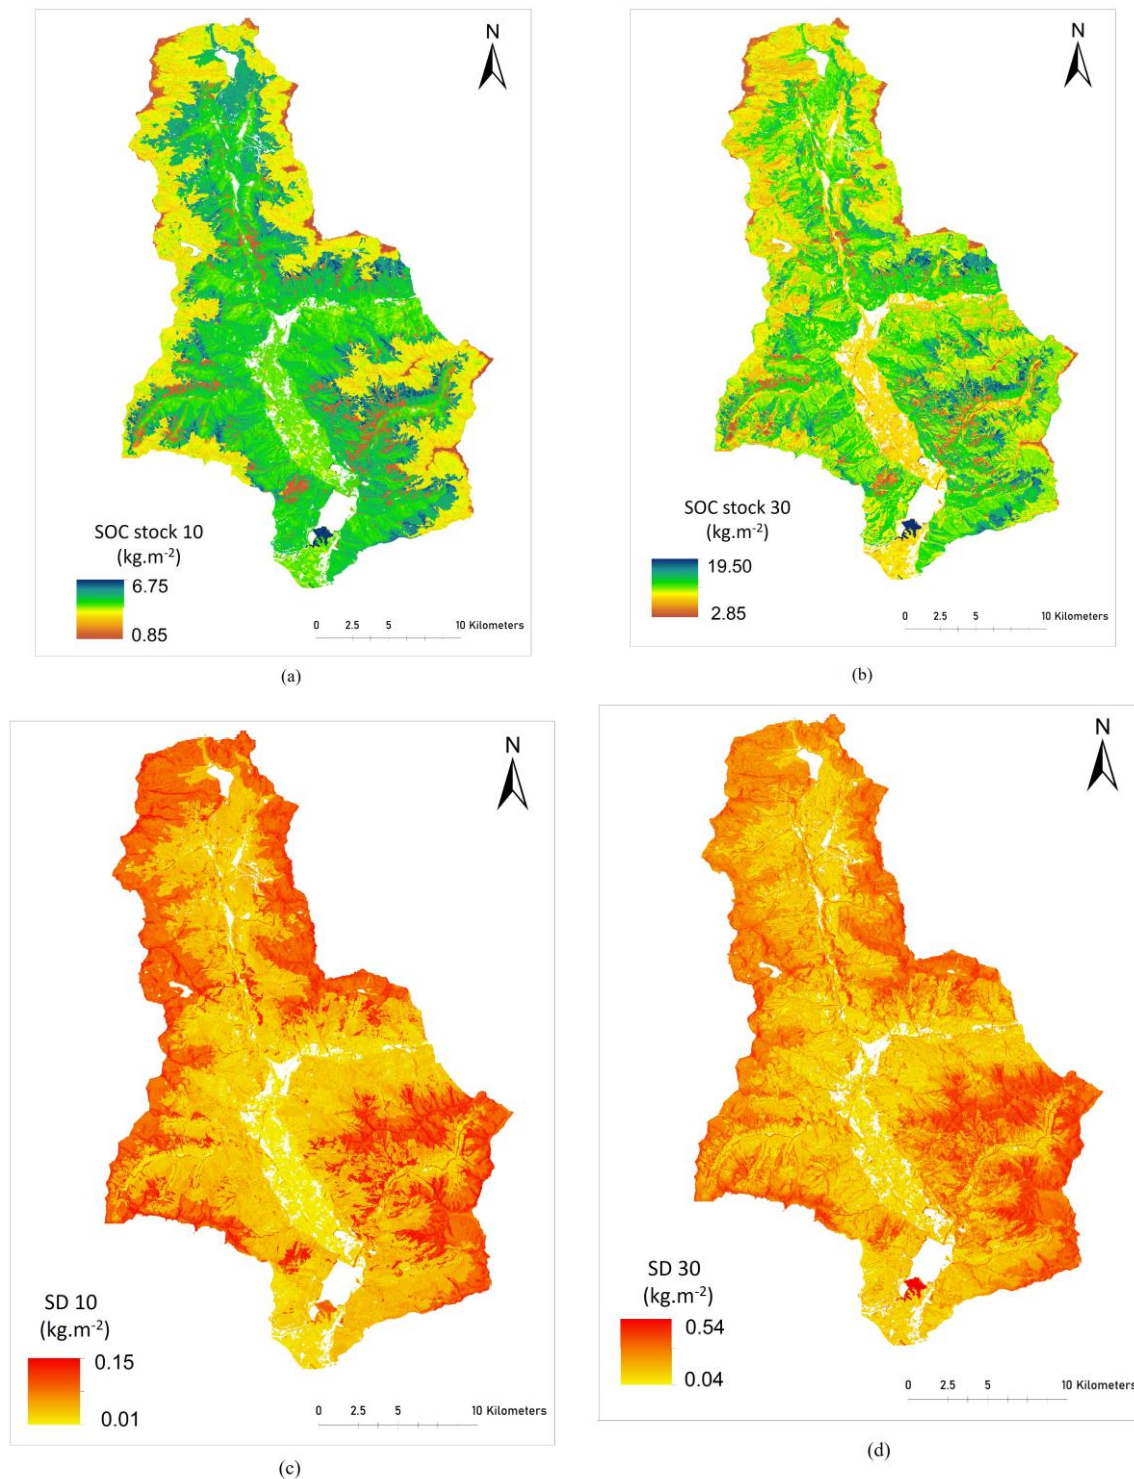 N
SOC stock 10
(kg.m-2)
6.75
0.85
0 2.5 5 10 Kilometers
(a)
N
SOC stock 30
(kg.m-2)
19.50
2.85
0 2.5 5 10 Kilometers
(b)
N
SD 10
(kg.m-2)
0.15
0.01
0 2.5 5 10 Kilometers
(c)
N
SD 30
(kg.m-2)
0.54
0.04
0 2.5 5 10 Kilometers
(d)